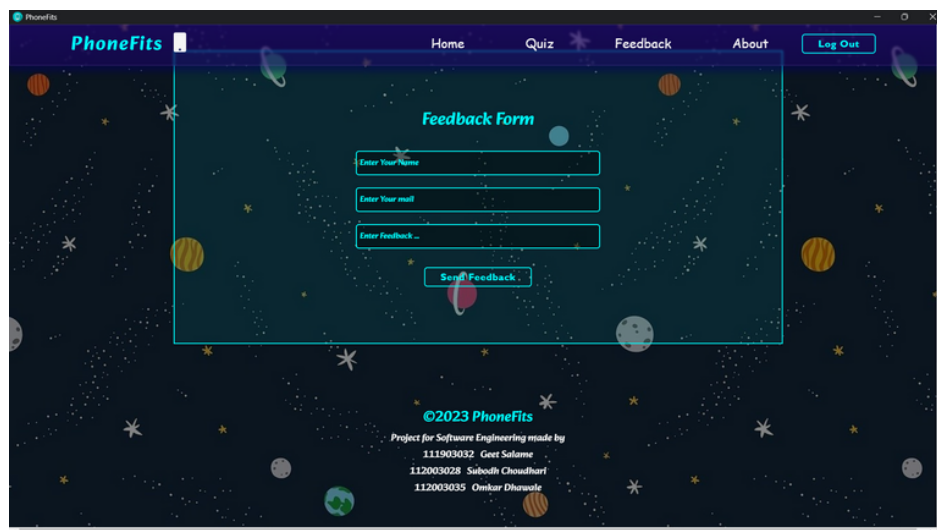 PhoneFits
PhoneFits
Home Quiz Feedback About Log Out
Feedback Form
Enter Your Name
Enter Your mail
Enter Feedback ...
Send Feedback
©2023 PhoneFits
Project for Software Engineering made by
111903032 Geet Salame
112003028 Subodh Choudhari
112003035 Omkar Dhawale